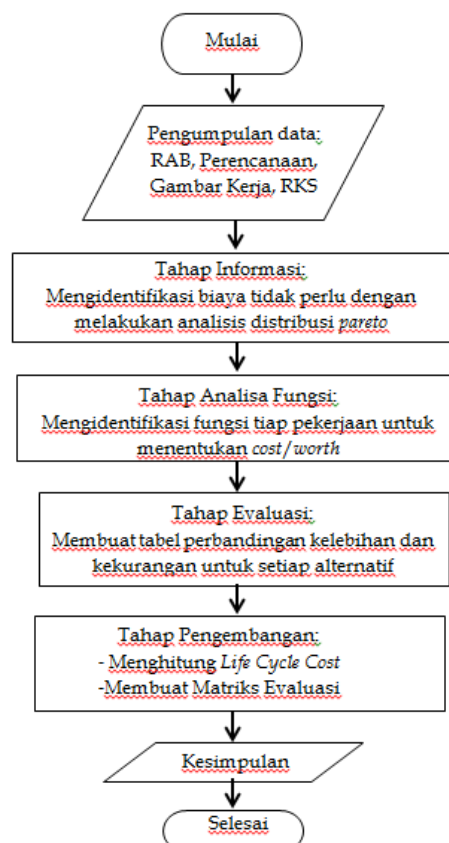 Mulai
Pengumpulan data:
RAB, Perencanaan,
Gambar Kerja, RKS
Tahap Informasi:
Mengidentifikasi biaya tidak perlu dengan
melakukan analisis distribusi pareto
Tahap Analisa Fungsi:
Mengidentifikasi fungsi tiap pekerjaan untuk
menentukan cost/worth
Tahap Evaluasi:
Membuat tabel perbandingan kelebihan dan
kekurangan untuk setiap alternatif
Tahap Pengembangan:
- Menghitung Life Cycle Cost
-Membuat Matriks Evaluasi
Kesimpulan
Selesai